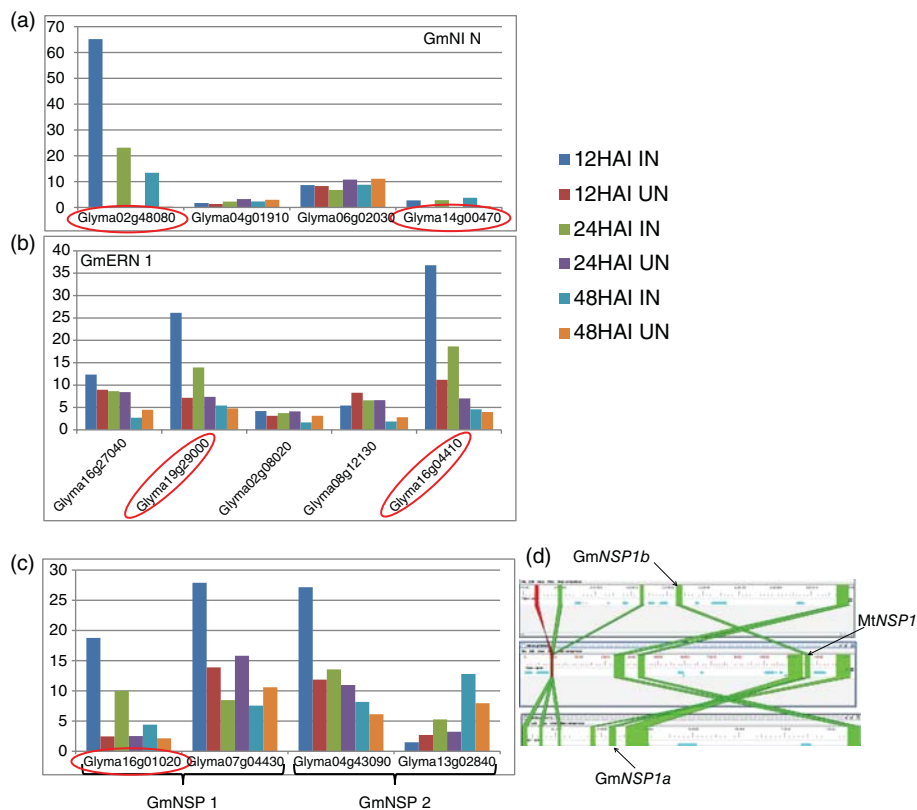 (a)
GmNI N
70
60
50
40
30
20
10
0
Glyma02g48080
Glyma04g01910
Glyma06g02030
Glyma14g00470
12HAI IN
12HAI UN
24HAI IN
24HAI UN
48HAI IN
48HAI UN
(b)
GmERN 1
40
35
30
25
20
15
10
5
0
Glyma16g27040
Glyma19g29000
Glyma02g08020
Glyma08g12130
Glyma16g04410
(c)
30
25
20
15
10
5
0
Glyma16g01020
Glyma07g04430
Glyma04g43090
Glyma13g02840
GmNSP 1
GmNSP 2
(d)
GmNSP1b
MtNSP1
GmNSP1a